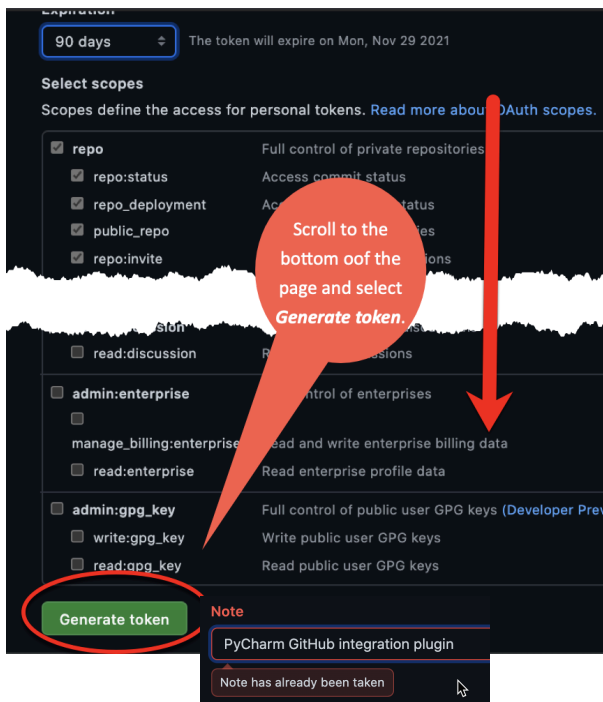 Expiration
90 days
The token will expire on Mon, Nov 29 2021
Select scopes
Scopes define the access for personal tokens. Read more about OAuth scopes.
repo
Full control of private repositories
repo:status
Access commit status
repo_deployment
public_repo
repo:invite
Scroll to the
bottom oof the
page and select
Generate token.
read:discussion
admin:enterprise
control of enterprises
manage_billing:enterprise
Read and write enterprise billing data
read:enterprise
Read enterprise profile data
admin:gpg_key
Full control of public user GPG keys (Developer Prev
write:gpg_key
Write public user GPG keys
read:gpg_key
Read public user GPG keys
Generate token
Note
PyCharm GitHub integration plugin
Note has already been taken